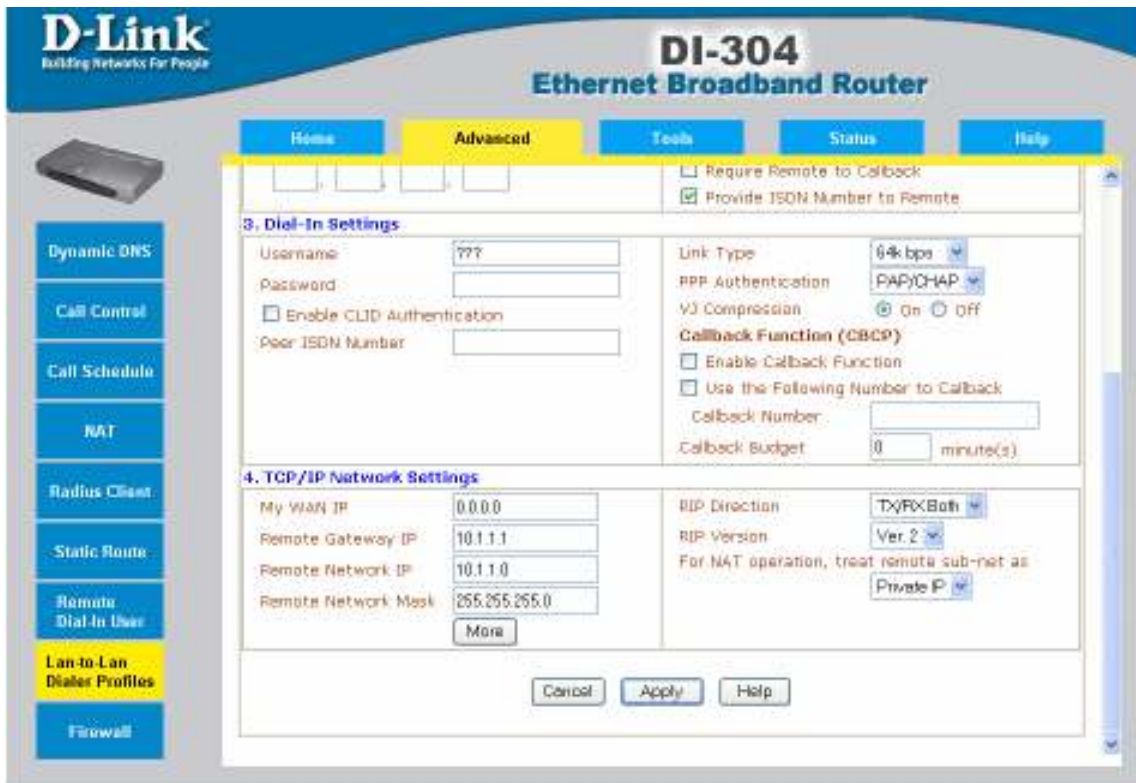 D-Link
Building Networks For People
DI-304
Ethernet Broadband Router
Home
Advanced
Tools
Status
Help
Dynamic DNS
Call Control
Call Schedule
NAT
Radius Client
Static Route
Remote
Dial-In User
Lan-to-Lan
Dialer Profiles
Firewall
Require Remote to Callback
Provide ISDN Number to Remote
3. Dial-In Settings
Username ???
Password
Enable CLID Authentication
Peer ISDN Number
Link Type 64k bps
PPP Authentication PAP/CHAP
VJ Compression On Off
Callback Function (CBCP)
Enable Callback Function
Use the Following Number to Callback
Callback Number
Callback Budget 0 minute(s)
4. TCP/IP Network Settings
My WAN IP 0.0.0.0
Remote Gateway IP 10.1.1.1
Remote Network IP 10.1.1.0
Remote Network Mask 255.255.255.0
More
RIP Direction TX/RX Both
RIP Version Ver. 2
For NAT operation, treat remote sub-net as
Private IP
Cancel Apply Help